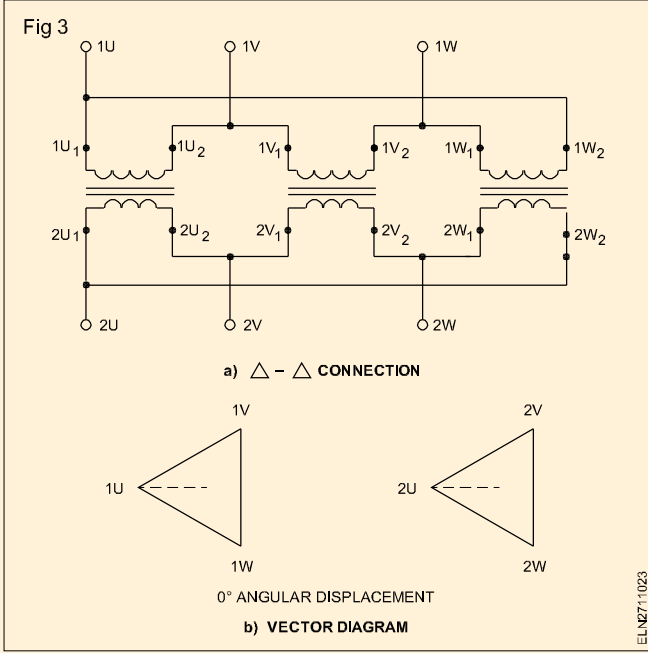 Fig 3
1U 1V 1W
1U1 1U2 1V1 1V2 1W1 1W2
2U1 2U2 2V1 2V2 2W1 2W2
2U 2V 2W
a) △ – △ CONNECTION
1V 2V
1U 2U
1W 2W
0° ANGULAR DISPLACEMENT
b) VECTOR DIAGRAM
ELN2711023